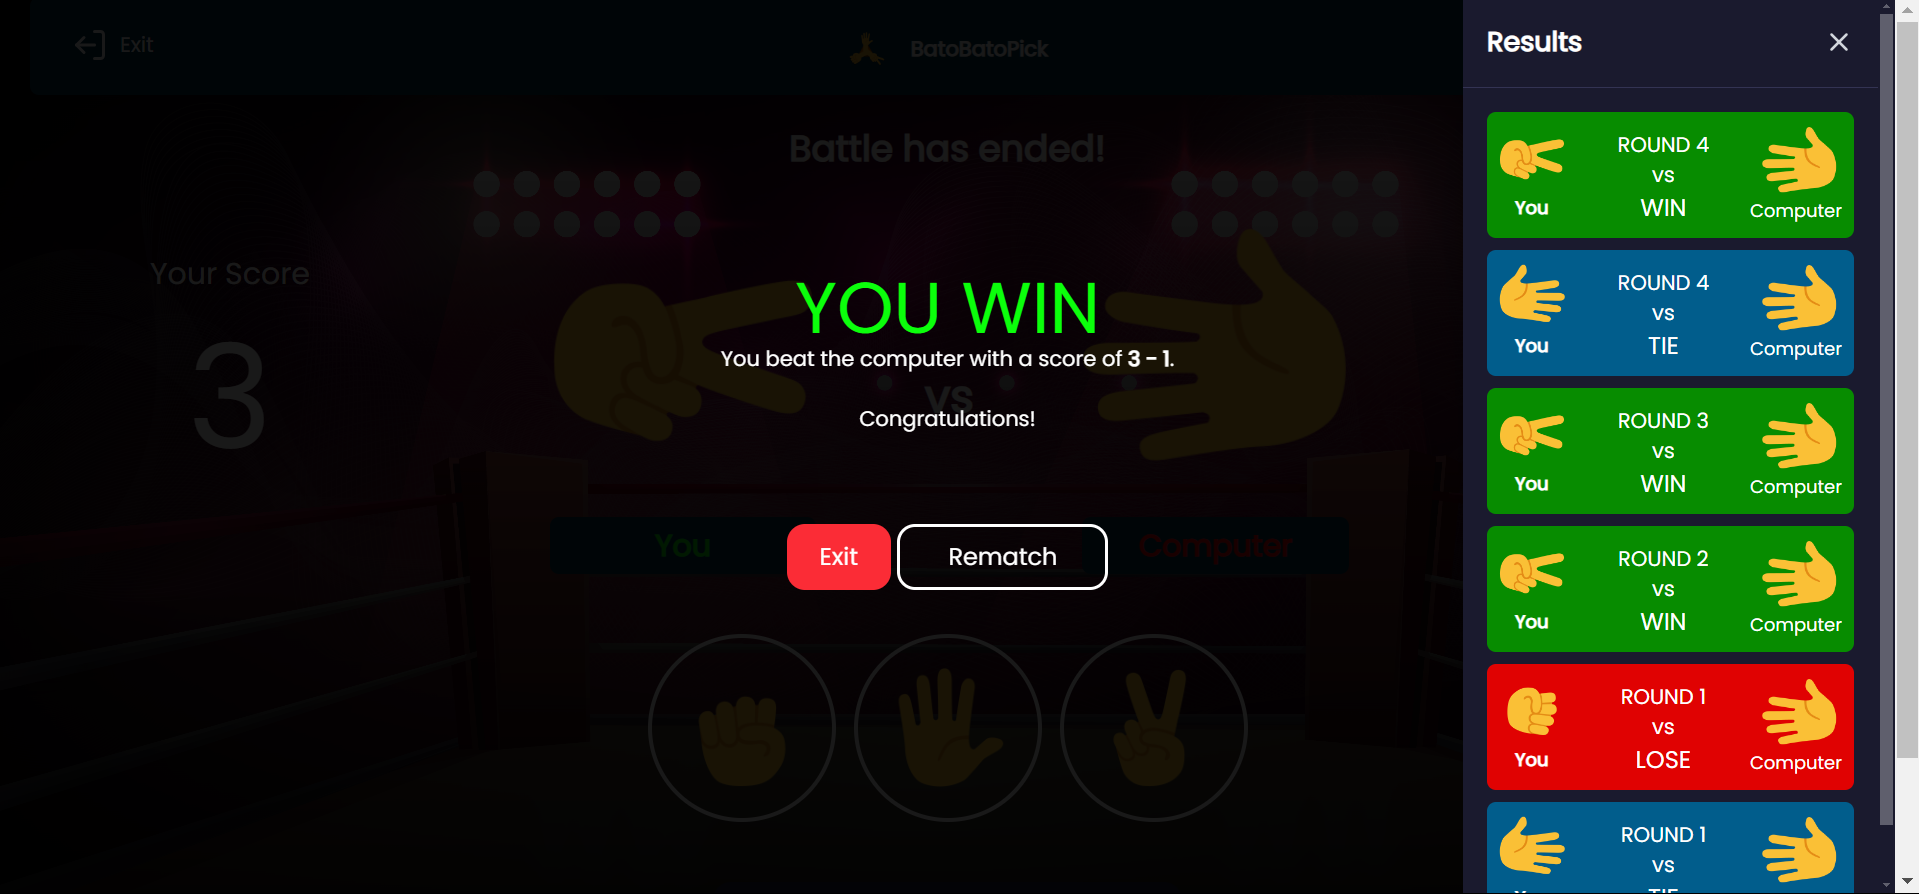 Exit
BatoBatoPick
Battle has ended!
Your Score
3
YOU WIN
You beat the computer with a score of 3 - 1.
vs
Congratulations!
You
Computer
Exit
Rematch
Results
ROUND 4
vs
WIN
You
Computer
ROUND 4
vs
TIE
You
Computer
ROUND 3
vs
WIN
You
Computer
ROUND 2
vs
WIN
You
Computer
ROUND 1
vs
LOSE
You
Computer
ROUND 1
vs
TIE